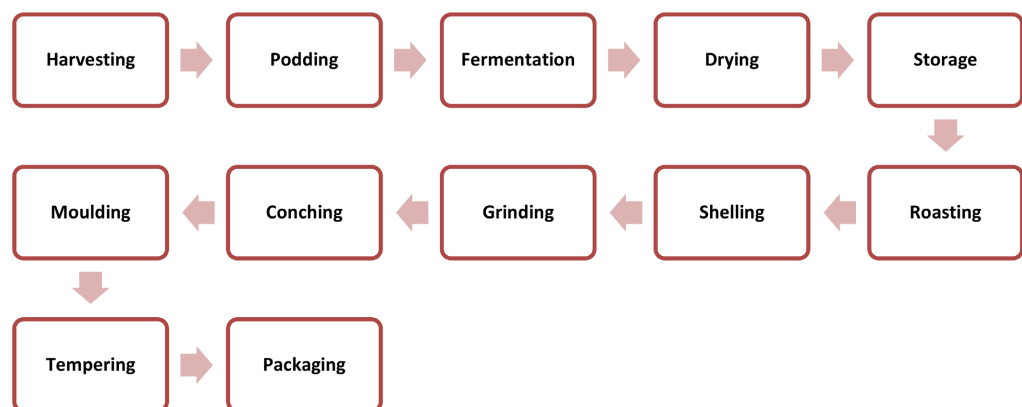 Harvesting
Podding
Fermentation
Drying
Storage
Roasting
Shelling
Grinding
Conching
Moulding
Tempering
Packaging